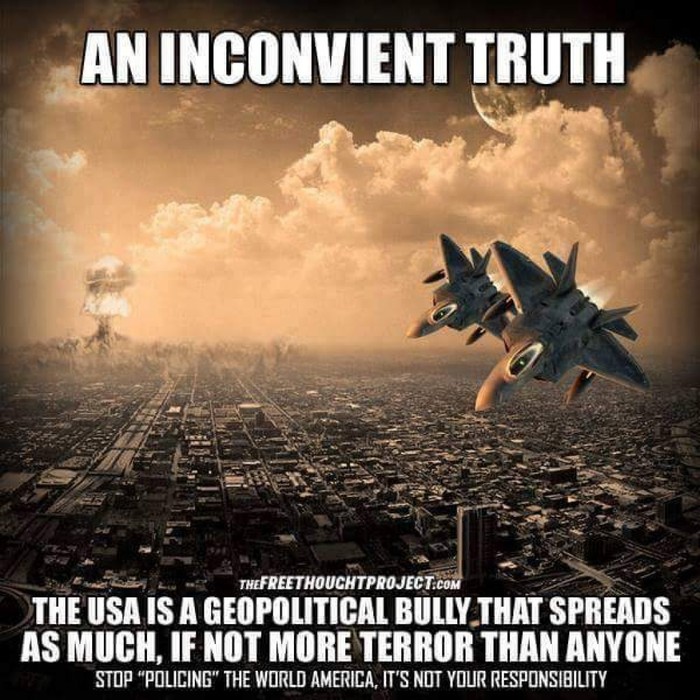 AN INCONVIENT TRUTH
THEFREETHOUGHTPROJECT.COM
THE USA IS A GEOPOLITICAL BULLY THAT SPREADS
AS MUCH, IF NOT MORE TERROR THAN ANYONE
STOP "POLICING" THE WORLD AMERICA, IT'S NOT YOUR RESPONSIBILITY